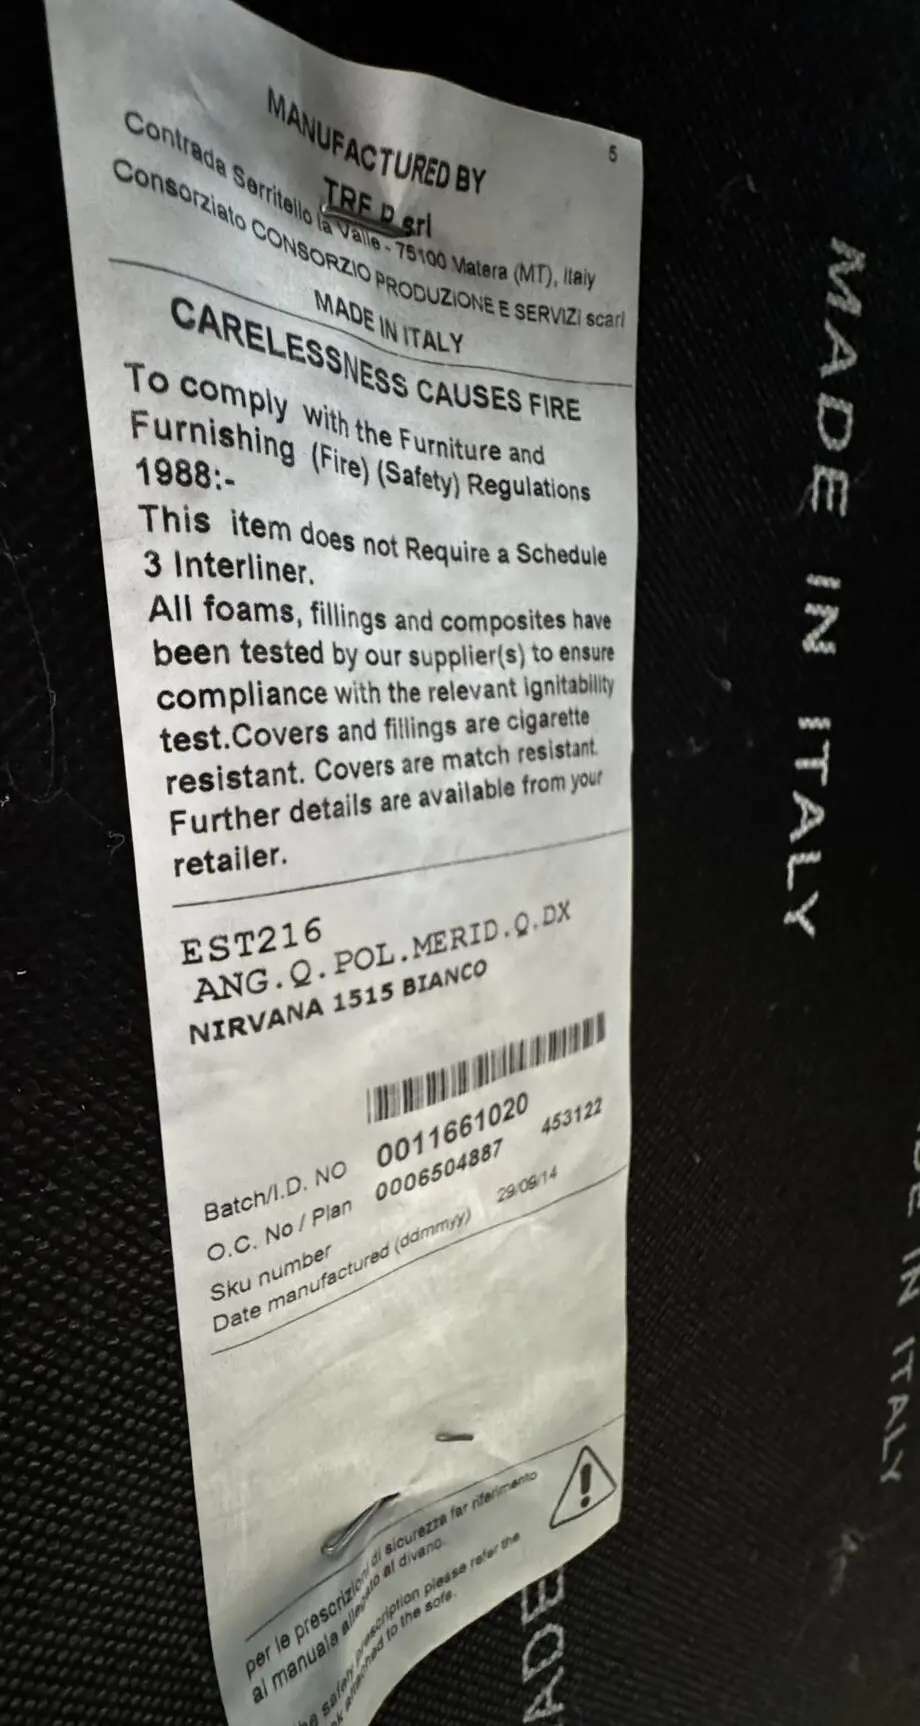 5
MANUFACTURED BY
srl
Contrada Serritello la Valle - 75100 Matera (MT), Italy
Consorziato CONSORZIO PRODUZIONE E SERVIZI scarl
MADE IN ITALY
CARELESSNESS CAUSES FIRE
To comply with the Furniture and
Furnishing (Fire) (Safety) Regulations
1988:-
This item does not Require a Schedule
3 Interliner.
All foams, fillings and composites have
been tested by our supplier(s) to ensure
compliance with the relevant ignitability
test.Covers and fillings are cigarette
resistant. Covers are match resistant.
Further details are available from your
retailer.
EST216
ANG.Q.POL.MERID.Q.DX
NIRVANA 1515 BIANCO
Batch/I.D. NO 0011661020
O.C. No / Plan 0006504887 453122
Sku number
Date manufactured (ddmmyy) 29/09/14
per le prescrizioni di sicurezza far riferimento
al manuale allegato al divano.
safety prescription please refer the
attached to the sofa.
MADE IN ITALY
IN ITALY